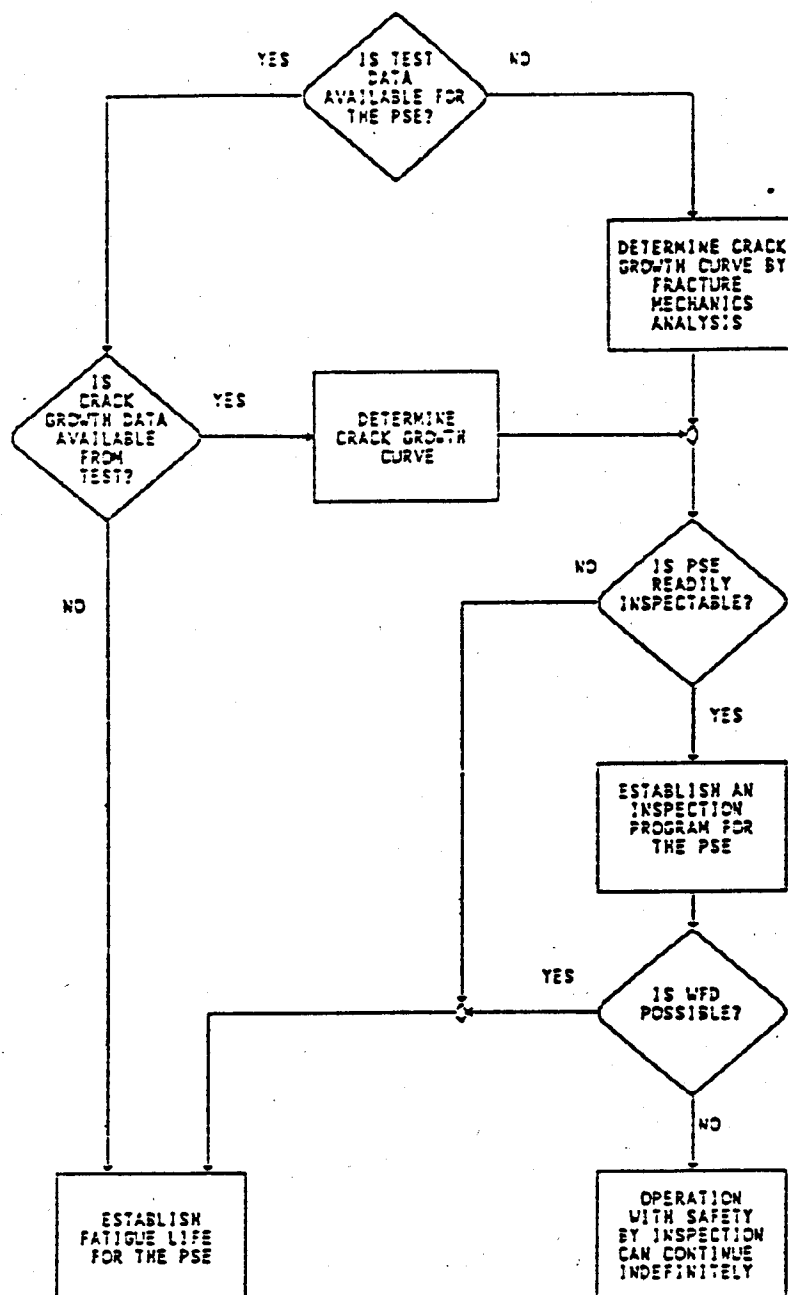 YES
IS TEST
DATA
AVAILABLE FOR
THE PSE?
NO
DETERMINE CRACK
GROWTH CURVE BY
FRACTURE
MECHANICS
ANALYSIS
IS
CRACK
GROWTH DATA
AVAILABLE
FROM
TEST?
YES
DETERMINE
CRACK GROWTH
CURVE
NO
IS PSE
READILY
INSPECTABLE?
NO
YES
ESTABLISH AN
INSPECTION
PROGRAM FOR
THE PSE
YES
IS WFD
POSSIBLE?
NO
ESTABLISH
FATIGUE LIFE
FOR THE PSE
OPERATION
WITH SAFETY
BY INSPECTION
CAN CONTINUE
INDEFINITELY